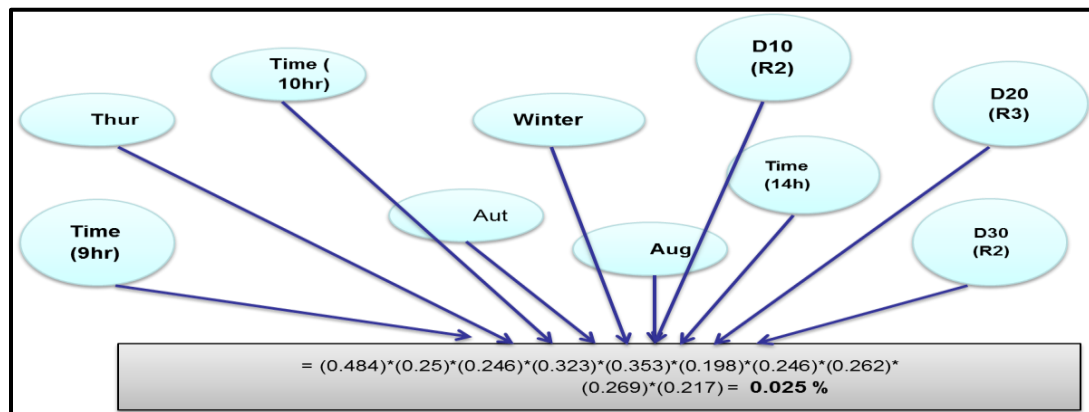 D10
(R2)
Time (
10hr)
D20
(R3)
Thur
Winter
Time
(14h)
Aut
Time
(9hr)
Aug
D30
(R2)
= (0.484)*(0.25)*(0.246)*(0.323)*(0.353)*(0.198)*(0.246)*(0.262)*
(0.269)*(0.217) = 0.025 %